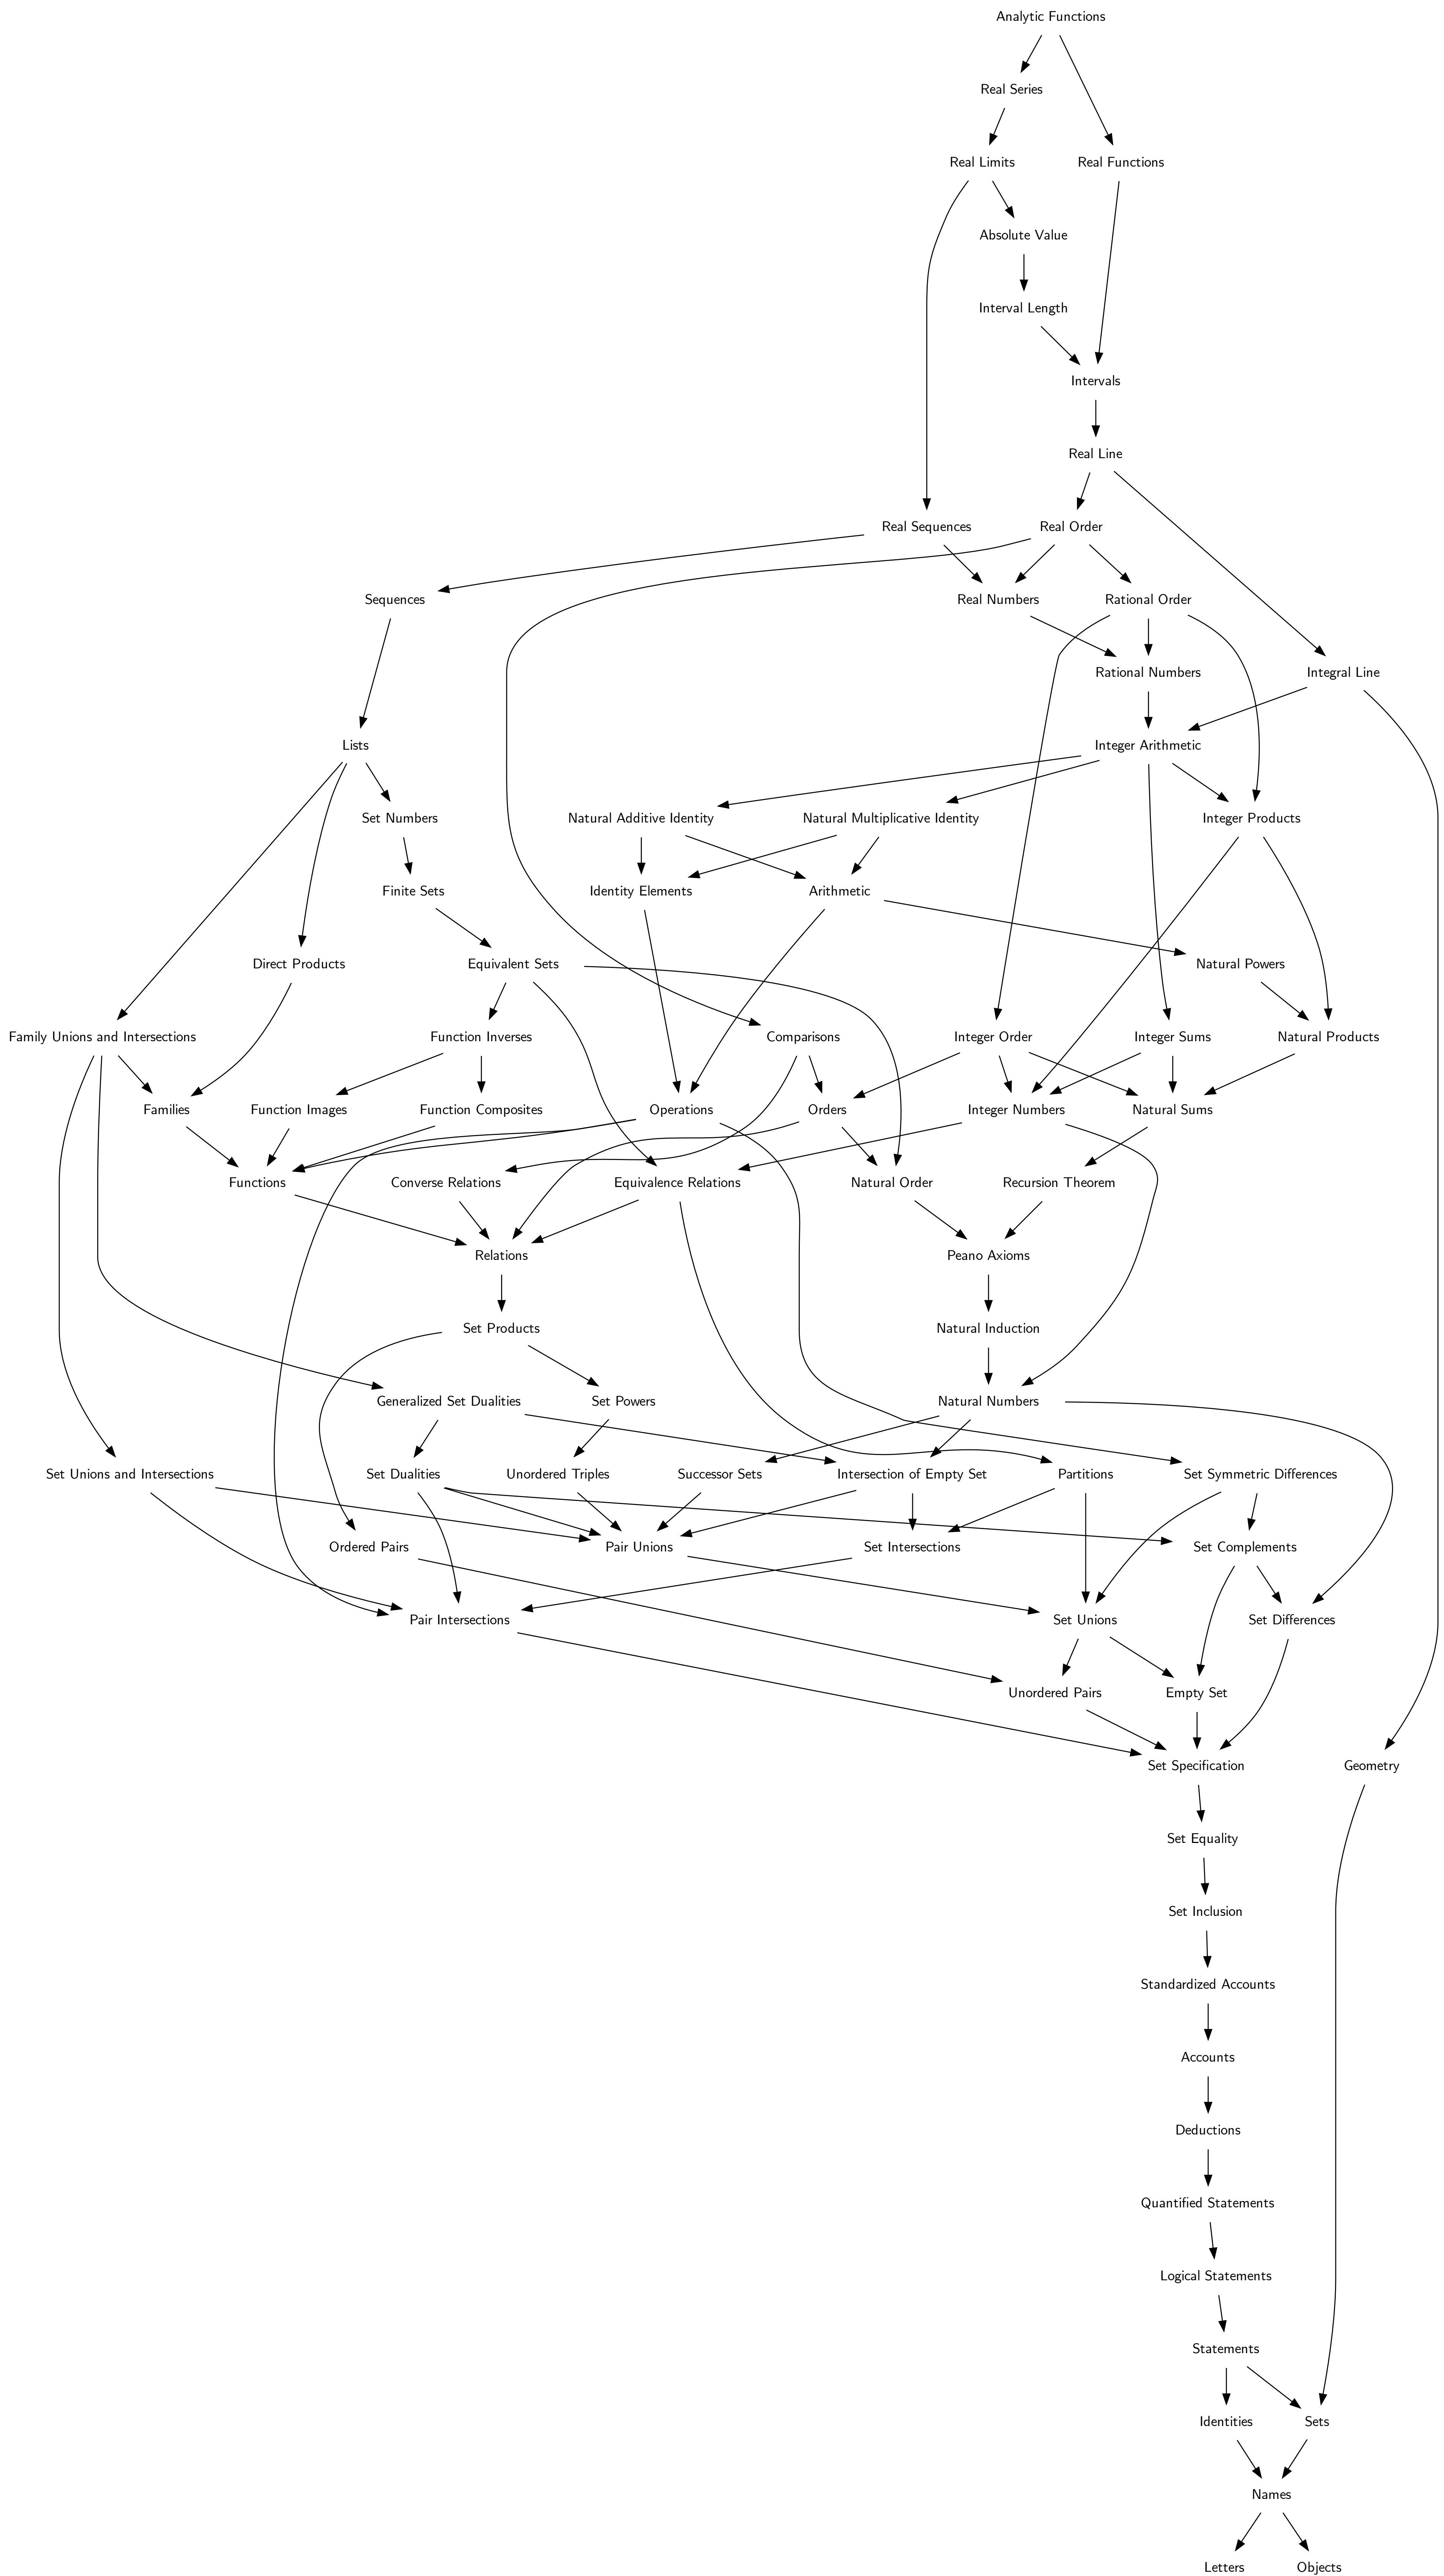 Analytic Functions
Real Series
Real Limits
Real Functions
Absolute Value
Interval Length
Intervals
Real Line
Real Sequences
Real Order
Sequences
Real Numbers
Rational Order
Rational Numbers
Integral Line
Lists
Integer Arithmetic
Set Numbers
Natural Additive Identity
Natural Multiplicative Identity
Integer Products
Finite Sets
Identity Elements
Arithmetic
Direct Products
Equivalent Sets
Natural Powers
Family Unions and Intersections
Function Inverses
Comparisons
Integer Order
Integer Sums
Natural Products
Families
Function Images
Function Composites
Operations
Orders
Integer Numbers
Natural Sums
Functions
Converse Relations
Equivalence Relations
Natural Order
Recursion Theorem
Relations
Peano Axioms
Set Products
Natural Induction
Generalized Set Dualities
Set Powers
Natural Numbers
Set Unions and Intersections
Set Dualities
Unordered Triples
Successor Sets
Intersection of Empty Set
Partitions
Set Symmetric Differences
Ordered Pairs
Pair Unions
Set Intersections
Set Complements
Pair Intersections
Set Unions
Set Differences
Unordered Pairs
Empty Set
Set Specification
Geometry
Set Equality
Set Inclusion
Standardized Accounts
Accounts
Deductions
Quantified Statements
Logical Statements
Statements
Identities
Sets
Names
Letters
Objects